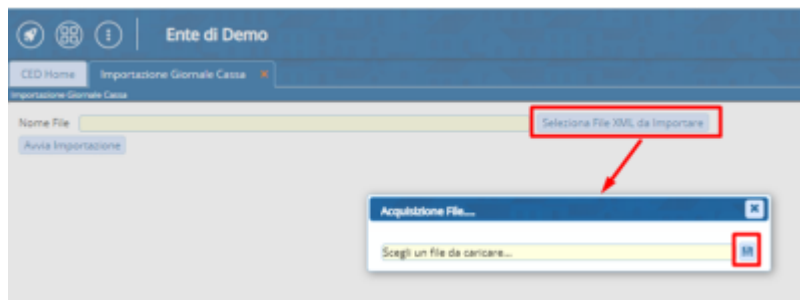 Ente di Demo
CED Home Importazione Giornale Cassa
Importazione Giornale Cassa
Nome File Seleziona File XML da Importare
Avvia Importazione
Acquisizione File....
Scegli un file da caricare...